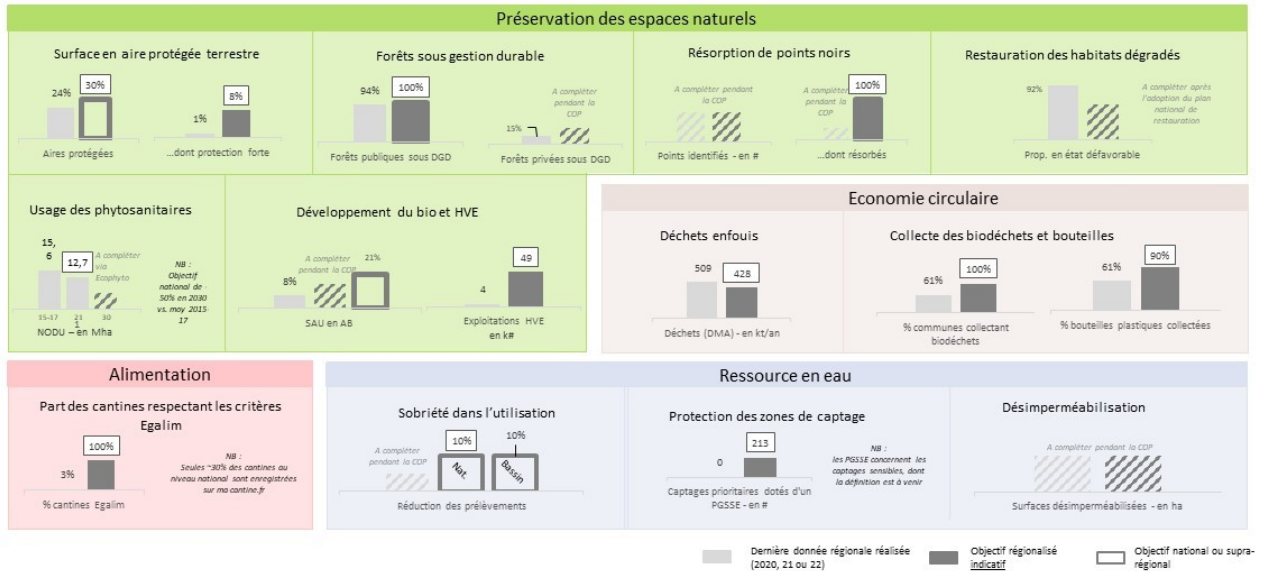 Préservation des espaces naturels
Surface en aire protégée terrestre
24%
30%
Aires protégées
1%
8%
...dont protection forte
Forêts sous gestion durable
94%
100%
Forêts publiques sous DGD
15%
A compléter
pendant la
COP
Forêts privées sous DGD
Résorption de points noirs
A compléter pendant
la COP
Points identifiés - en #
A compléter
pendant la
COP
100%
...dont résorbés
Restauration des habitats dégradés
92%
A compléter après
l'adoption du plan
national de
restauration
Prop. en état défavorable
Usage des phytosanitaires
15,
6
12,7
A compléter
via
Ecophyto
15-17
21
1
30
NODU – en Mha
NB :
Objectif
national de -
50% en 2030
vs. moy 2015-
17
Développement du bio et HVE
8%
A compléter
pendant la COP
21%
SAU en AB
4
49
Exploitations HVE
en k#
Economie circulaire
Déchets enfouis
509
428
Déchets (DMA) - en kt/an
Collecte des biodéchets et bouteilles
61%
100%
% communes collectant
biodéchets
61%
90%
% bouteilles plastiques collectées
Alimentation
Part des cantines respectant les critères
Egalim
3%
100%
% cantines Egalim
NB :
Seules ~30% des cantines au
niveau national sont enregistrées
sur ma cantine.fr
Ressource en eau
Sobriété dans l'utilisation
A compléter
pendant la COP
10%
Nat.
10%
Bassin
Réduction des prélèvements
Protection des zones de captage
0
213
Captages prioritaires dotés d'un
PGSSE - en #
NB :
les PGSSE concernent les
captages sensibles, dont
la définition est à venir
Désimperméabilisation
A compléter pendant la COP
Surfaces désimperméabilisées - en ha
Dernière donnée régionale réalisée
(2020, 21 ou 22)
Objectif régionalisé
indicatif
Objectif national ou supra-
régional